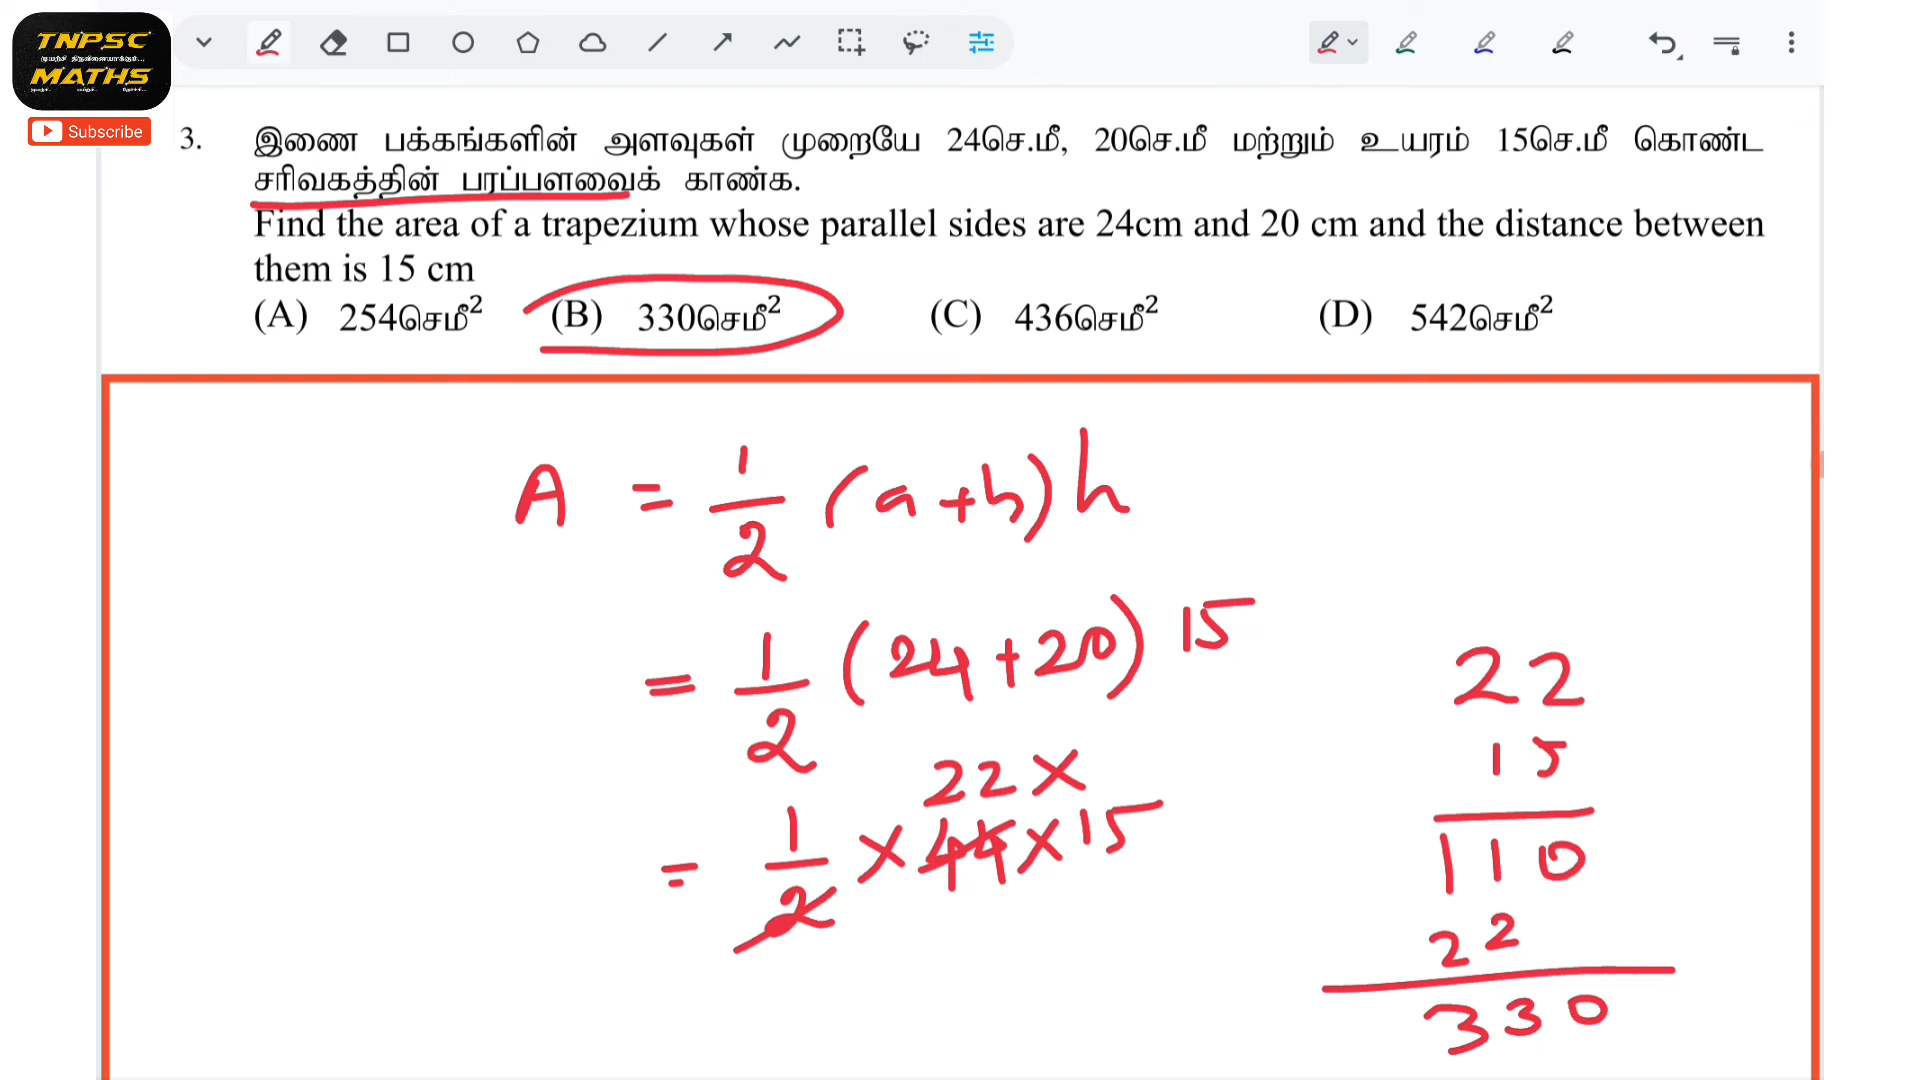 TNPSC
முயற்சி திருவினையாக்கும்...
MATHS
Subscribe
3. இணை பக்கங்களின் அளவுகள் முறையே 24செ.மீ, 20செ.மீ மற்றும் உயரம் 15செ.மீ கொண்ட
சரிவகத்தின் பரப்பளவைக் காண்க.
Find the area of a trapezium whose parallel sides are 24cm and 20 cm and the distance between
them is 15 cm
(A) 254செமீ² (B) 330செமீ² (C) 436செமீ² (D) 542செமீ²
A = 1/2 (a+b)h
= 1/2 (24+20) 15
22 ×
= 1/2 × 44 × 15
22
15
110
22
330